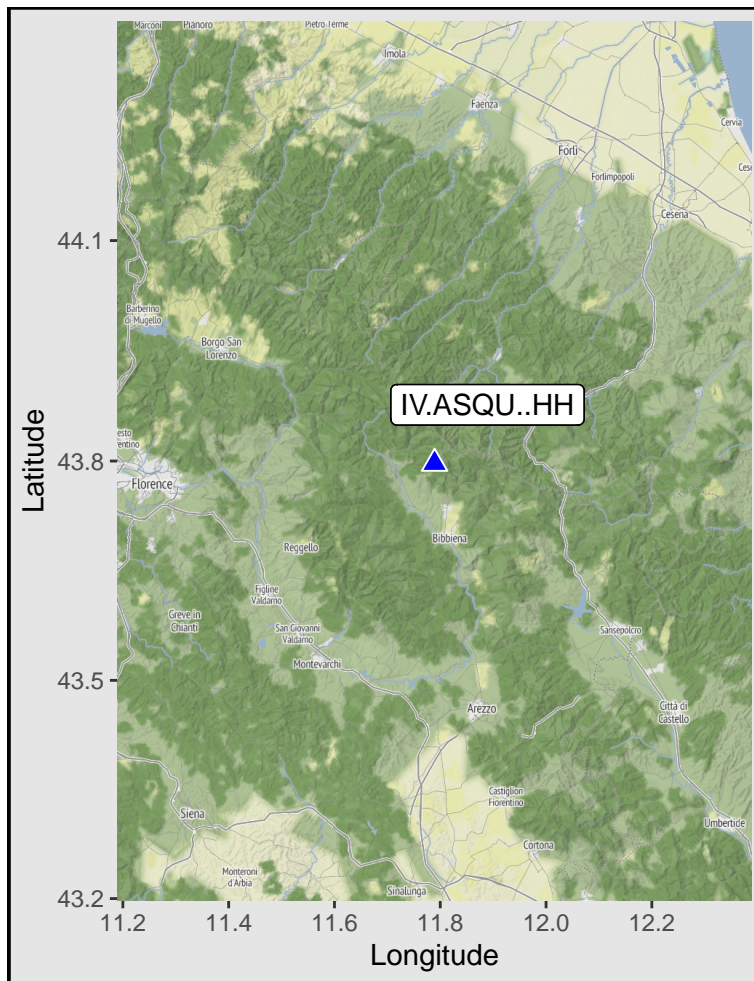 Marconi
Pianoro
Pietro Terme
Imola
Faenza
Cervia
Forlì
Forlimpopoli
Cese
Cesena
44.1
Barberino
di Mugello
Borgo San
Lorenzo
IV.ASQU..HH
esto
rentino
43.8
Florence
Latitude
Bibbiena
Reggello
Figline
Valdarno
Greve in
Chianti
San Giovanni
Valdarno
Sansepolcro
Montevarchi
43.5
Arezzo
Città di
Castello
Castiglion
Fiorentino
Siena
Umbertide
Cortona
Monteroni
d'Arbia
Sinalunga
43.2
11.2 11.4 11.6 11.8 12.0 12.2
Longitude